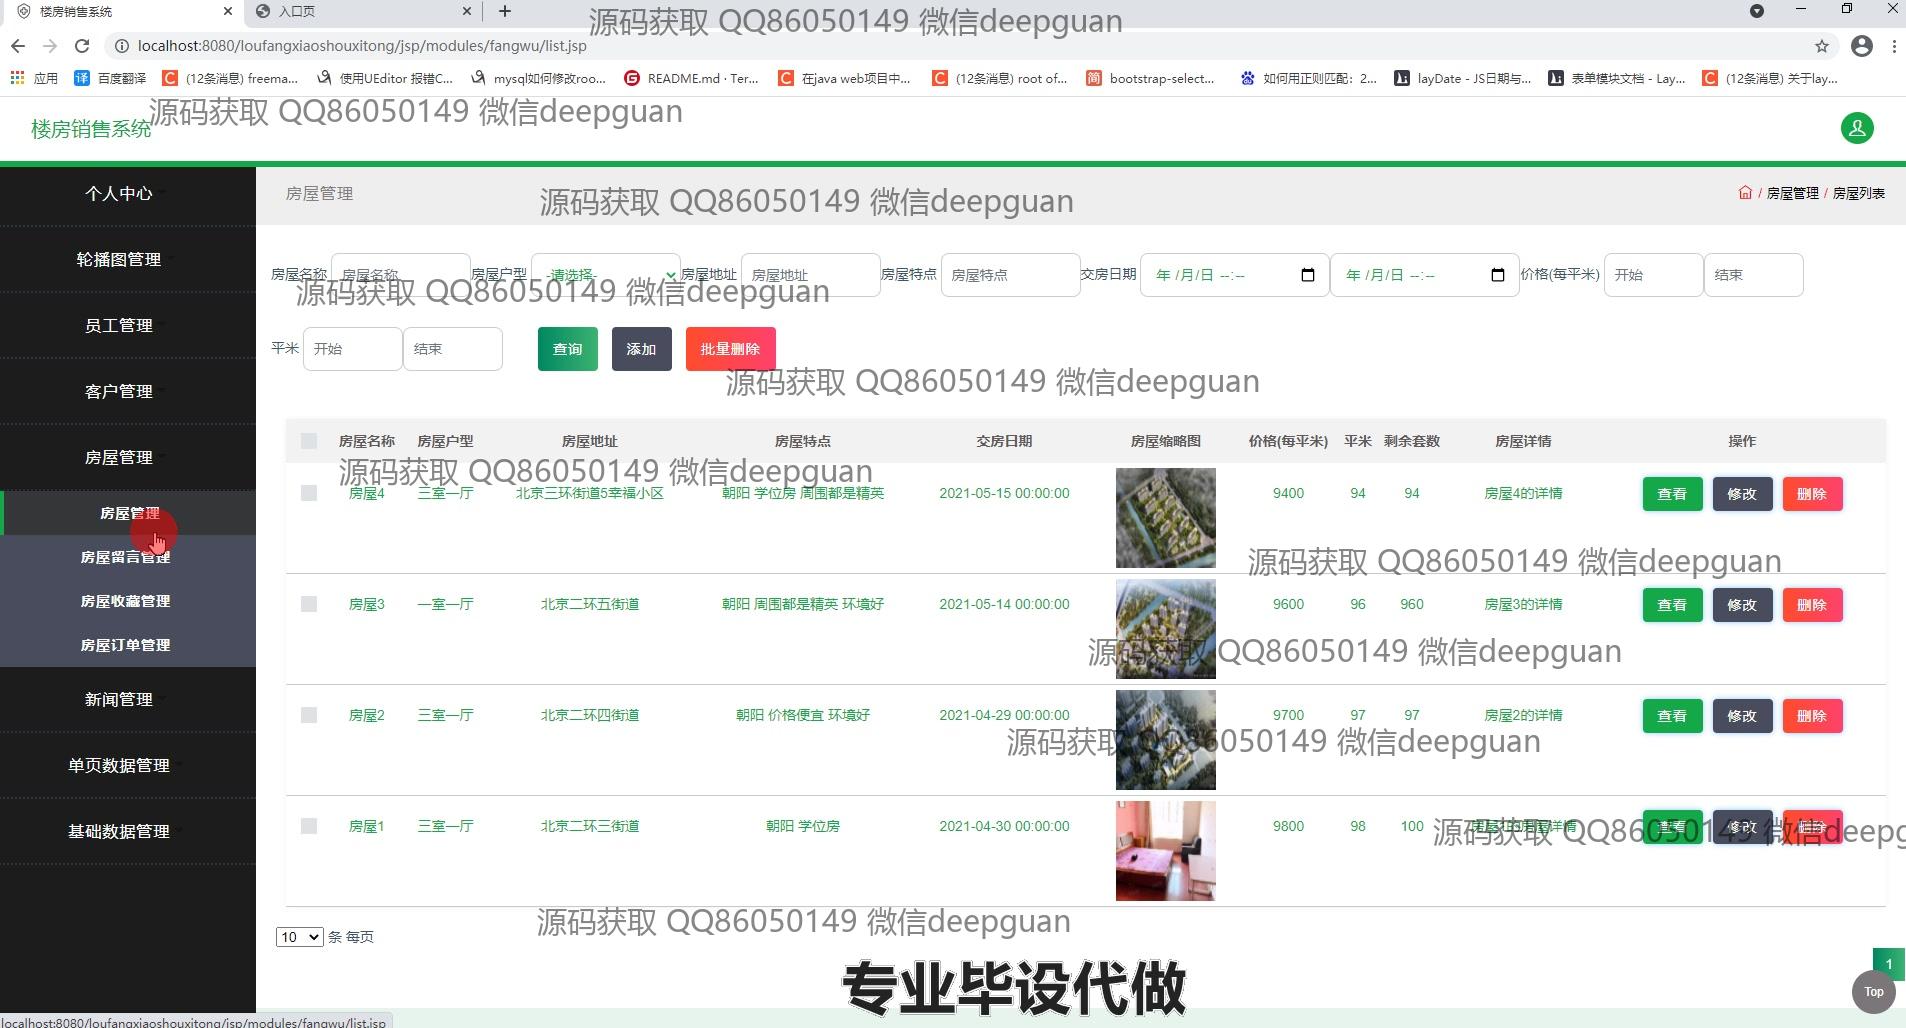 楼房销售系统
入口页
源码获取 QQ86050149 微信deepguan
localhost:8080/loufangxiaoshouxitong/jsp/modules/fangwu/list.jsp
应用 百度翻译 (12条消息) freema... 使用UEditor 报错C... mysql如何修改roo... README.md · Ter... 在java web项目中... (12条消息) root of... bootstrap-select... 如何用正则匹配：2... layDate - JS日期与... 表单模块文档 - Lay... (12条消息) 关于lay...
源码获取 QQ86050149 微信deepguan
楼房销售系统
个人中心
轮播图管理
员工管理
客户管理
房屋管理
房屋管理
房屋留言管理
房屋收藏管理
房屋订单管理
新闻管理
单页数据管理
基础数据管理
房屋管理
源码获取 QQ86050149 微信deepguan
/ 房屋管理 / 房屋列表
房屋名称 房屋名称 房屋户型 -请选择- 房屋地址 房屋地址 房屋特点 房屋特点 交房日期 年 /月/日 --:-- 年 /月/日 --:-- 价格(每平米) 开始 结束
源码获取 QQ86050149 微信deepguan
平米 开始 结束 查询 添加 批量删除
源码获取 QQ86050149 微信deepguan
房屋名称 房屋户型 房屋地址 房屋特点 交房日期 房屋缩略图 价格(每平米) 平米 剩余套数 房屋详情 操作
源码获取 QQ86050149 微信deepguan
房屋4 三室一厅 北京三环街道5幸福小区 朝阳 学位房 周围都是精英 2021-05-15 00:00:00 9400 94 94 房屋4的详情 查看 修改 删除
源码获取 QQ86050149 微信deepguan
房屋3 一室一厅 北京二环五街道 朝阳 周围都是精英 环境好 2021-05-14 00:00:00 9600 96 960 房屋3的详情 查看 修改 删除
源码获取 QQ86050149 微信deepguan
房屋2 三室一厅 北京二环四街道 朝阳 价格便宜 环境好 2021-04-29 00:00:00 9700 97 97 房屋2的详情 查看 修改 删除
源码获取 QQ86050149 微信deepguan
房屋1 三室一厅 北京二环三街道 朝阳 学位房 2021-04-30 00:00:00 9800 98 100 查看 修改 删除
源码获取 QQ86050149 微信deepg
源码获取 QQ86050149 微信deepguan
10 条 每页
1
专业毕设代做
Top
localhost:8080/loufangxiaoshouxitong/jsp/modules/fangwu/list.jsp